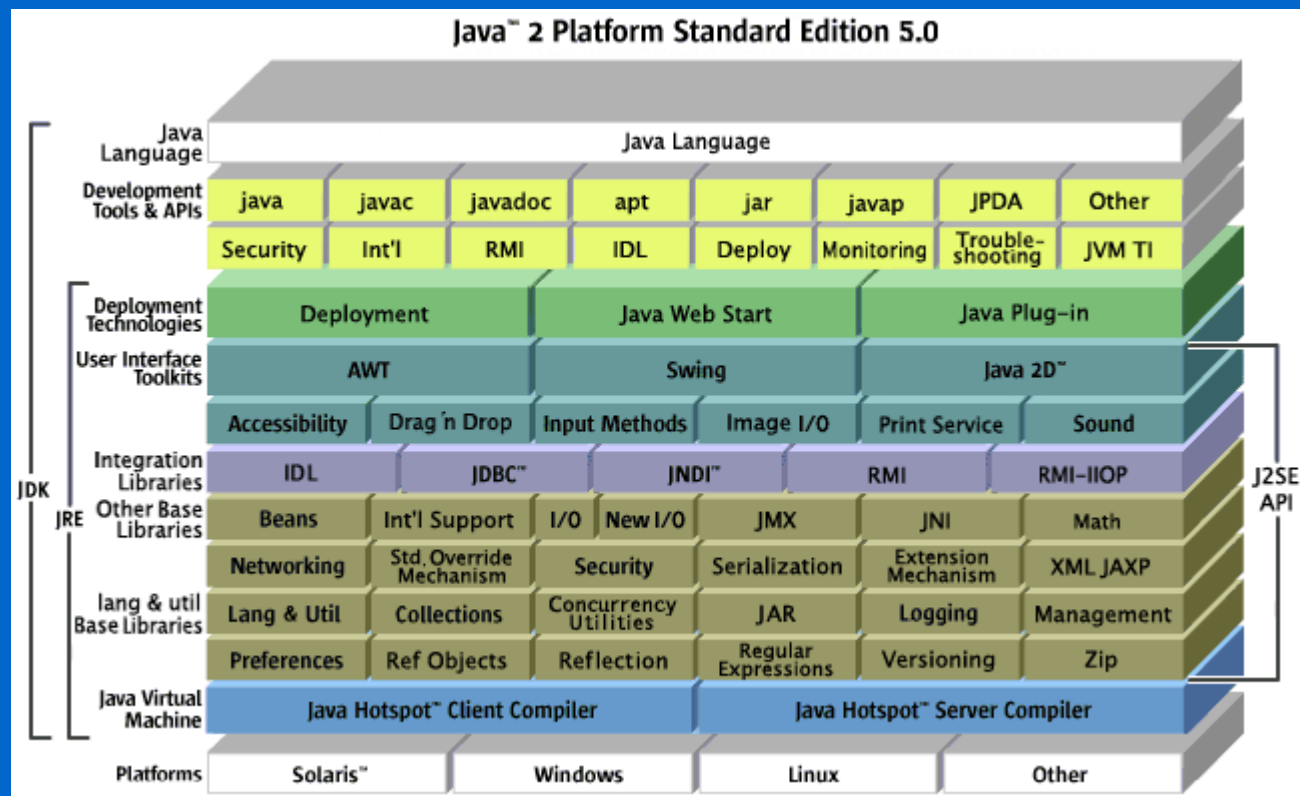 Java™ 2 Platform Standard Edition 5.0
Java
Language
Java Language
Development
Tools & APIs
java
javac
javadoc
apt
jar
javap
JPDA
Other
Security
Int'l
RMI
IDL
Deploy
Monitoring
Trouble-
shooting
JVM TI
Deployment
Technologies
Deployment
Java Web Start
Java Plug-in
User Interface
Toolkits
AWT
Swing
Java 2D™
Accessibility
Drag 'n Drop
Input Methods
Image I/O
Print Service
Sound
Integration
Libraries
IDL
JDBC™
JNDI™
RMI
RMI-IIOP
JDK
JRE
J2SE
API
Other Base
Libraries
Beans
Int'l Support
I/O
New I/O
JMX
JNI
Math
Networking
Std. Override
Mechanism
Security
Serialization
Extension
Mechanism
XML JAXP
lang & util
Base Libraries
Lang & Util
Collections
Concurrency
Utilities
JAR
Logging
Management
Preferences
Ref Objects
Reflection
Regular
Expressions
Versioning
Zip
Java Virtual
Machine
Java Hotspot™ Client Compiler
Java Hotspot™ Server Compiler
Platforms
Solaris™
Windows
Linux
Other